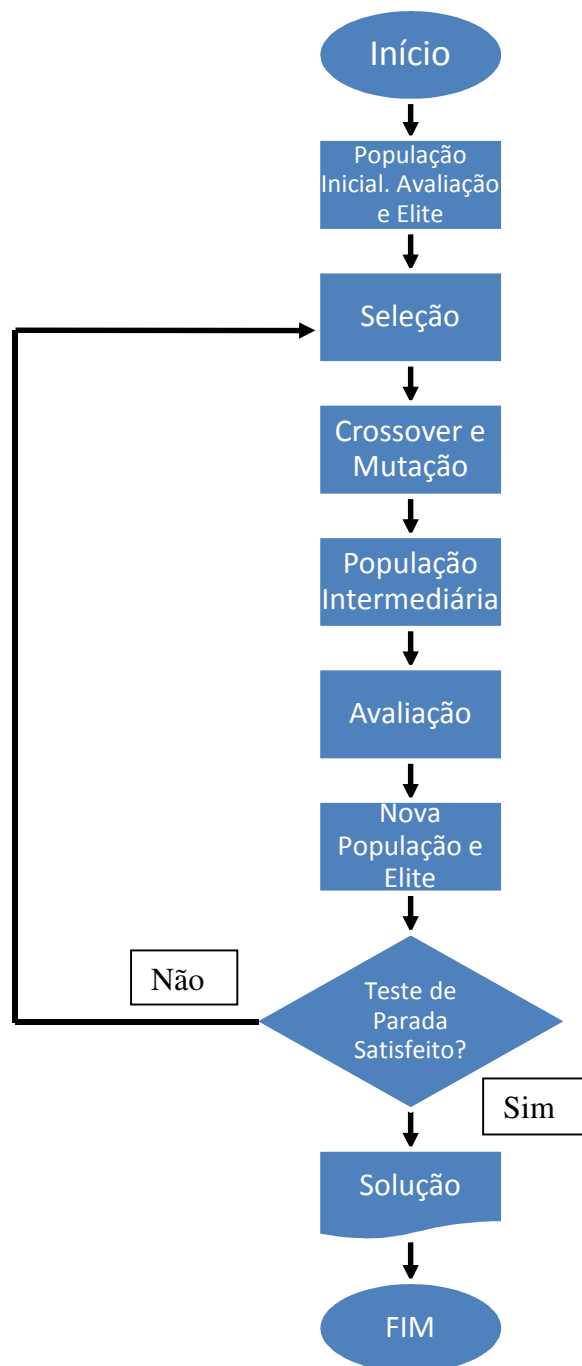 Início
População
Inicial. Avaliação
e Elite
Seleção
Crossover e
Mutação
População
Intermediária
Avaliação
Nova
População e
Elite
Não
Teste de
Parada
Satisfeito?
Sim
Solução
FIM